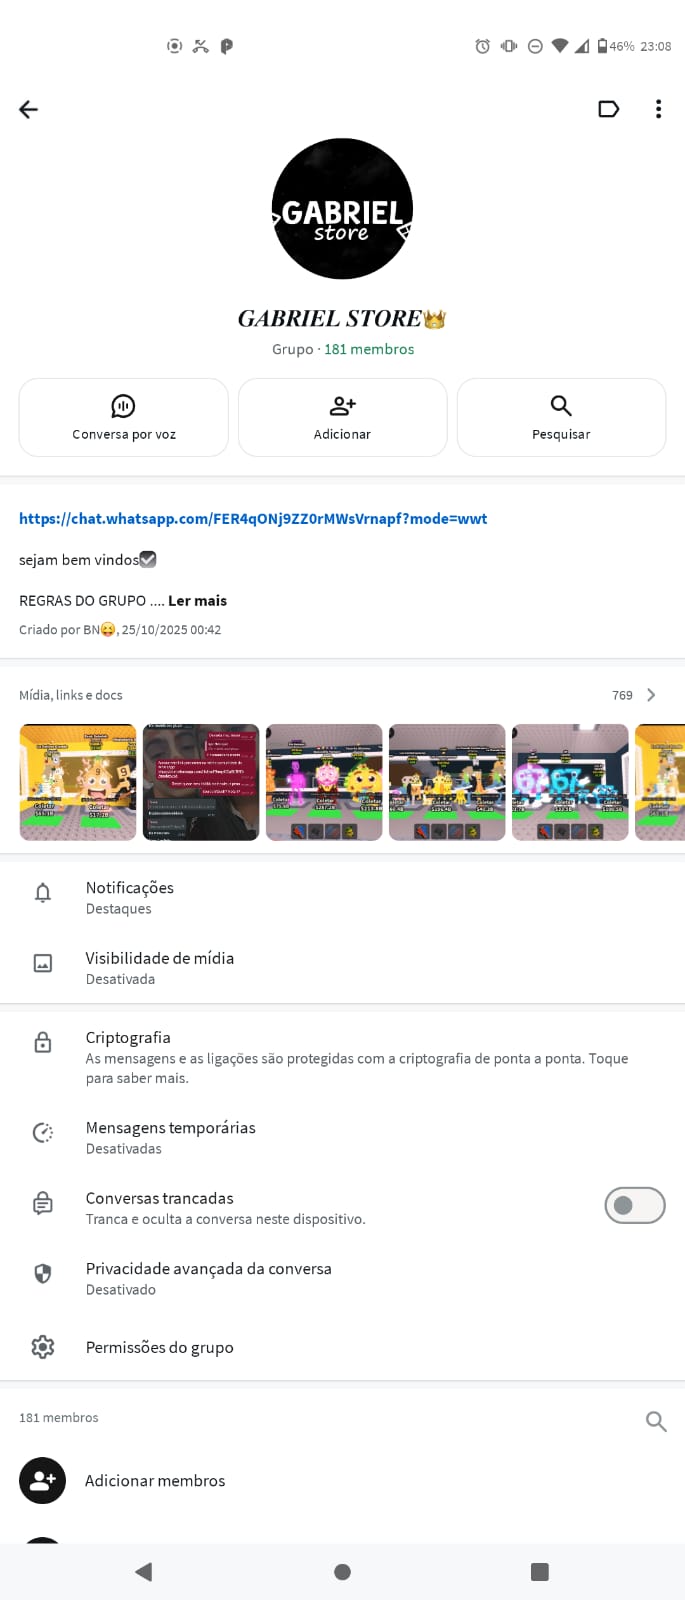 46% 23:08
GABRIEL
store
GABRIEL STORE👑
Grupo · 181 membros
Conversa por voz
Adicionar
Pesquisar
https://chat.whatsapp.com/FER4qONj9ZZ0rMWsVrnapf?mode=wwt
sejam bem vindos☑
REGRAS DO GRUPO .... Ler mais
Criado por BN😝, 25/10/2025 00:42
Mídia, links e docs 769
Coletar
Coletar
Coletar
Coletar
Notificações
Destaques
Visibilidade de mídia
Desativada
Criptografia
As mensagens e as ligações são protegidas com a criptografia de ponta a ponta. Toque
para saber mais.
Mensagens temporárias
Desativadas
Conversas trancadas
Tranca e oculta a conversa neste dispositivo.
Privacidade avançada da conversa
Desativado
Permissões do grupo
181 membros
Adicionar membros